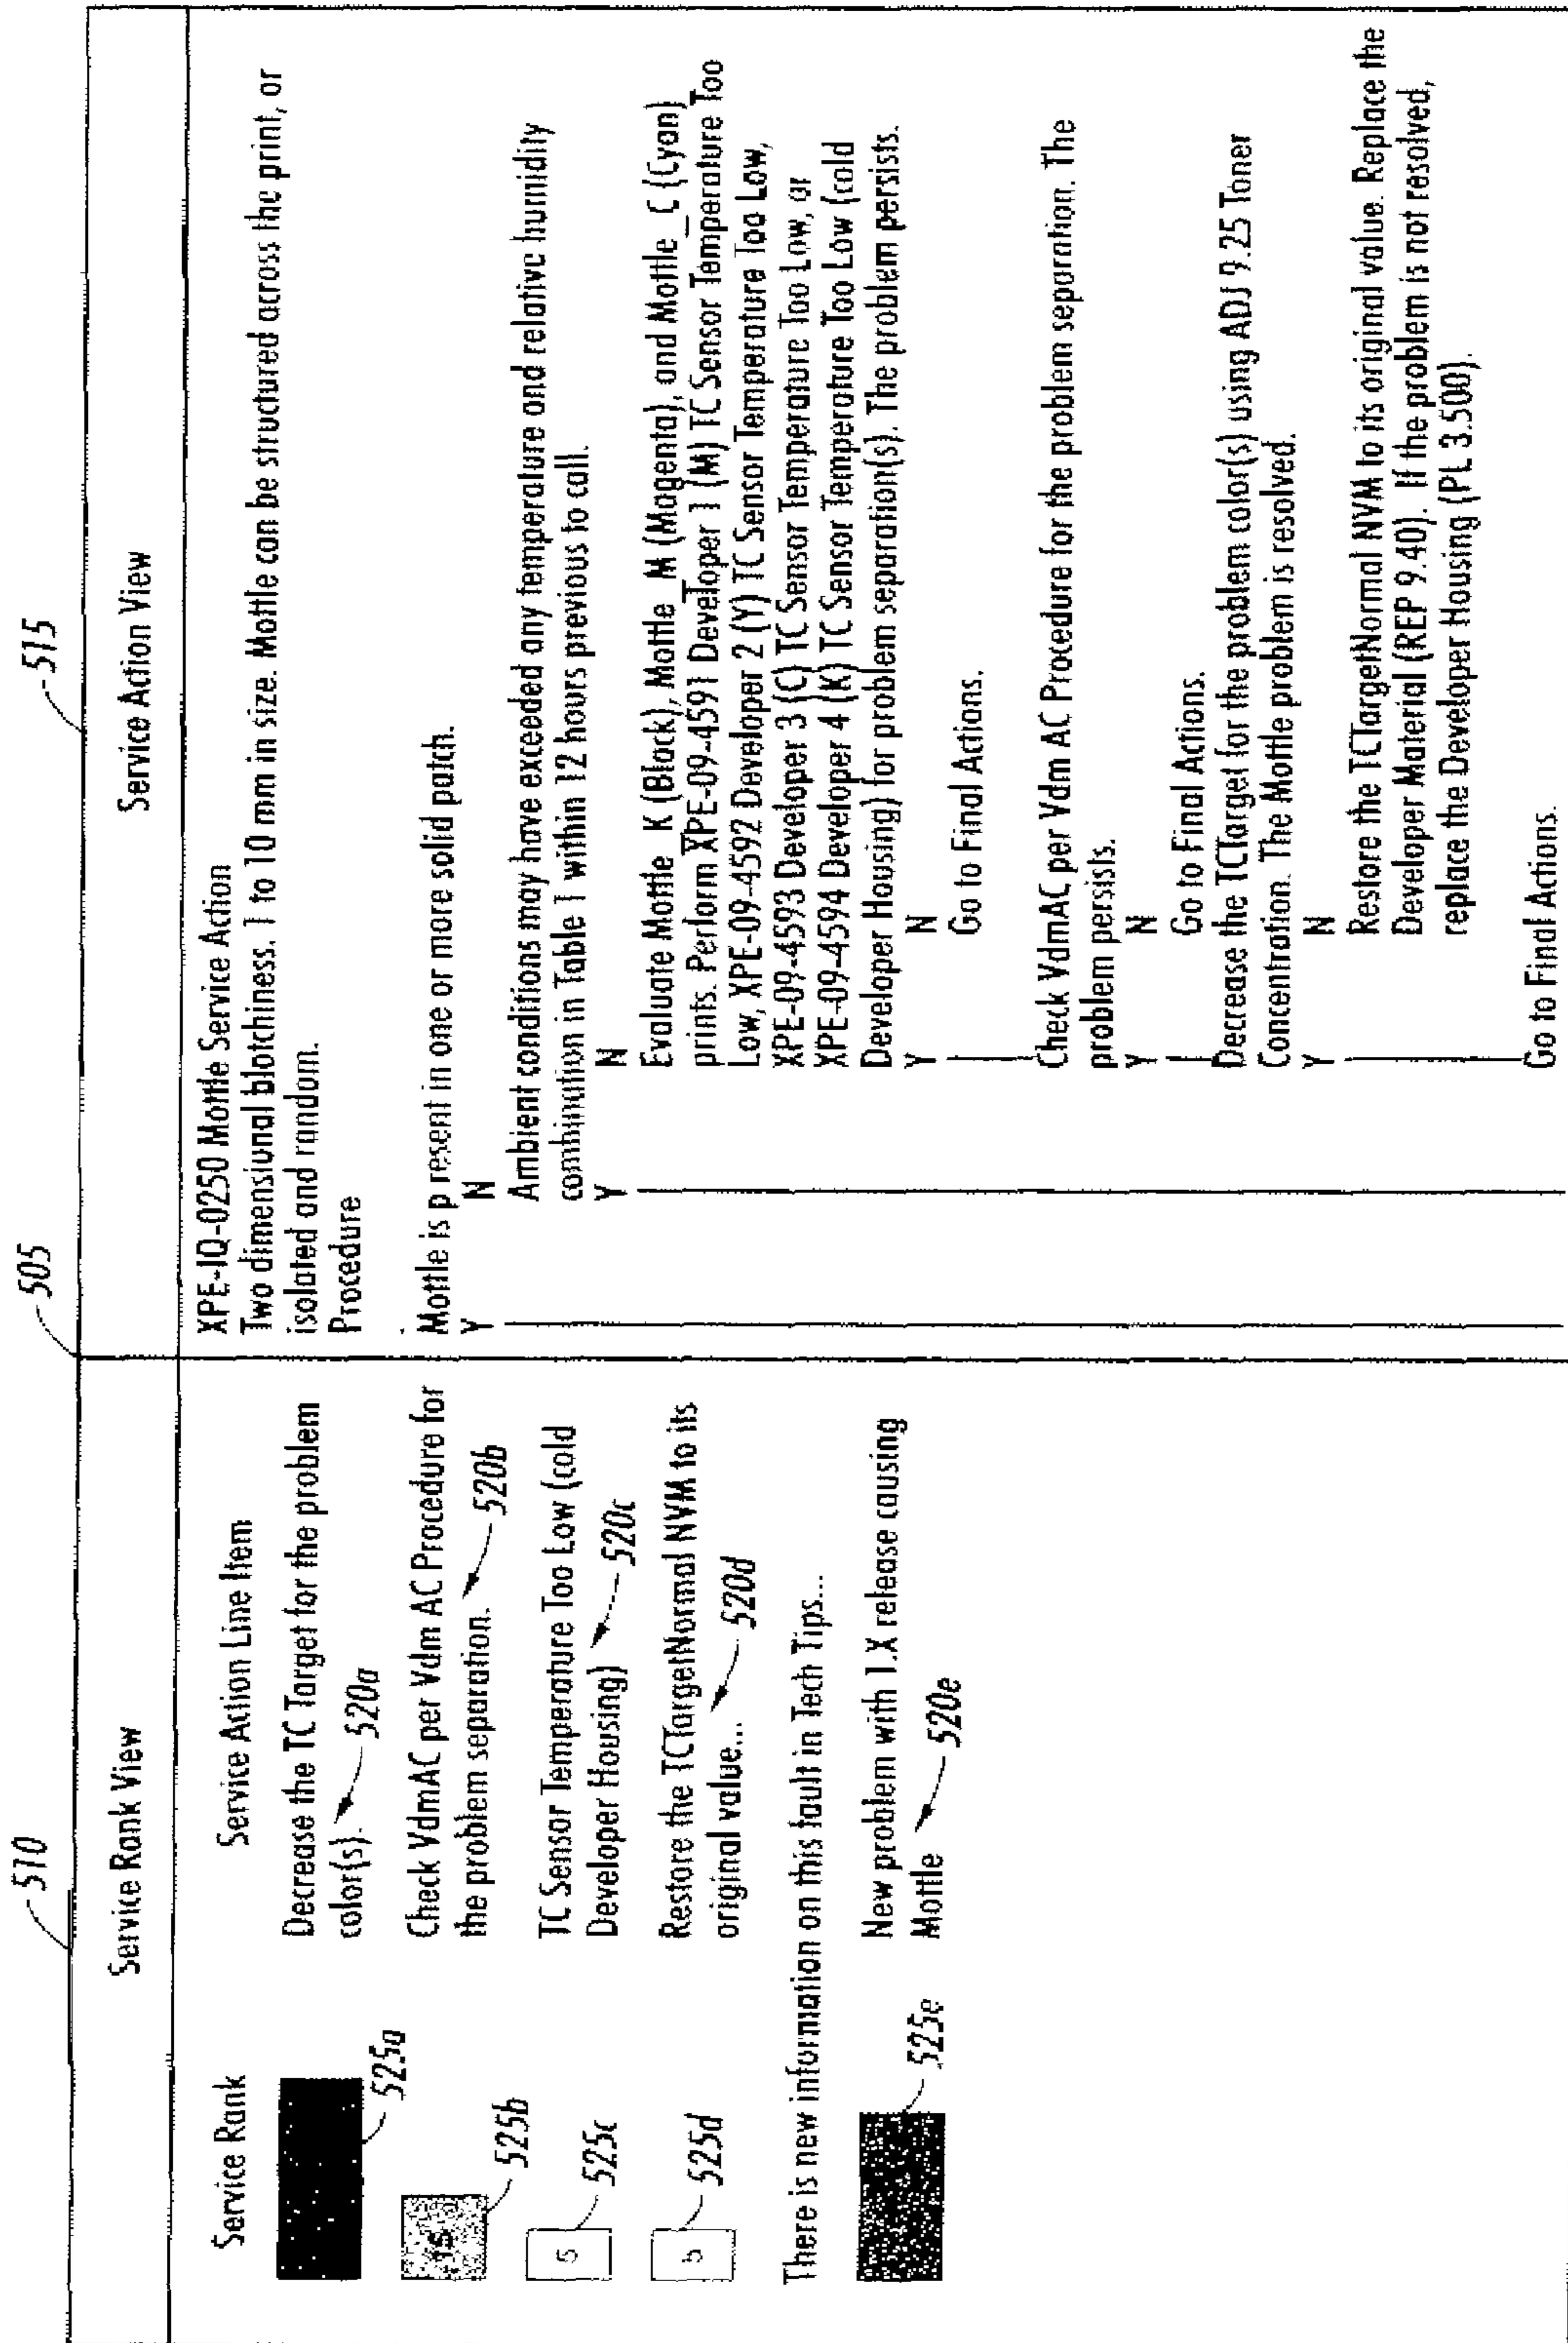 510
505
515
Service Rank View
Service Rank
Service Action Line Item
525a
Decrease the TC Target for the problem
color(s).
520a
15
525b
Check VdmAC per Vdm AC Procedure for
the problem separation.
520b
525c
TC Sensor Temperature Too Low (cold
Developer Housing)
520c
5
525d
Restore the TCTargetNormal NVM to its
original value...
520d
There is new information on this fault in Tech Tips...
525e
New problem with 1.X release causing
Mottle
520e
Service Action View
XPE-IQ-0250 Mottle Service Action
Two dimensional blotchiness. 1 to 10 mm in size. Mottle can be structured across the print, or
isolated and random.
Procedure
Mottle is p resent in one or more solid patch.
Y N
Ambient conditions may have exceeded any temperature and relative humidity
combination in Table 1 within 12 hours previous to call.
Y N
Evaluate Mottle_K (Black), Mottle_M (Magenta), and Mottle_C (Cyan)
prints. Perform XPE-09-4591 Developer 1 (M) TC Sensor Temperature Too
Low, XPE-09-4592 Developer 2 (Y) TC Sensor Temperature Too Low,
XPE-09-4593 Developer 3 (C) TC Sensor Temperature Too Low, or
XPE-09-4594 Developer 4 (K) TC Sensor Temperature Too Low (cold
Developer Housing) for problem separation(s). The problem persists.
Y N
Go to Final Actions.
Check VdmAC per Vdm AC Procedure for the problem separation. The
problem persists.
Y N
Go to Final Actions.
Decrease the TCTarget for the problem color(s) using ADJ 9.25 Toner
Concentration. The Mottle problem is resolved.
Y N
Restore the TCTargetNormal NVM to its original value. Replace the
Developer Material (REP 9.40). If the problem is not resolved,
replace the Developer Housing (PL 3.500).
Go to Final Actions.